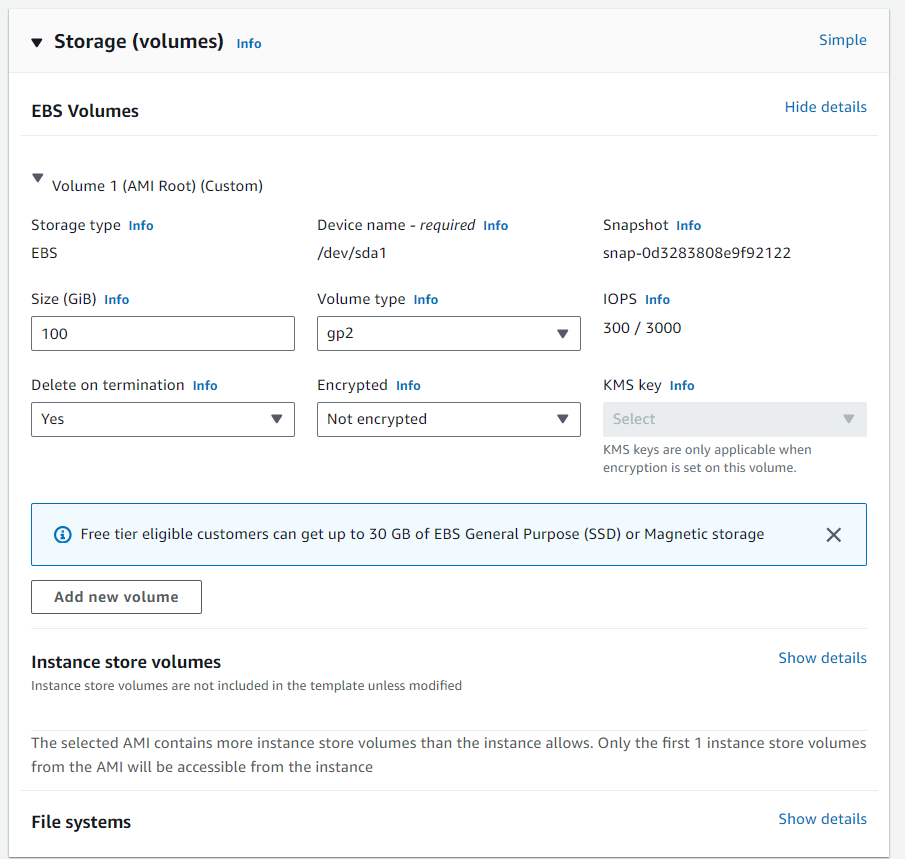 Storage (volumes) Info Simple
EBS Volumes Hide details
Volume 1 (AMI Root) (Custom)
Storage type Info Device name - required Info Snapshot Info
EBS /dev/sda1 snap-0d3283808e9f92122
Size (GiB) Info Volume type Info IOPS Info
100 gp2 300 / 3000
Delete on termination Info Encrypted Info KMS key Info
Yes Not encrypted Select
KMS keys are only applicable when
encryption is set on this volume.
Free tier eligible customers can get up to 30 GB of EBS General Purpose (SSD) or Magnetic storage
Add new volume
Instance store volumes Show details
Instance store volumes are not included in the template unless modified
The selected AMI contains more instance store volumes than the instance allows. Only the first 1 instance store volumes
from the AMI will be accessible from the instance
File systems Show details